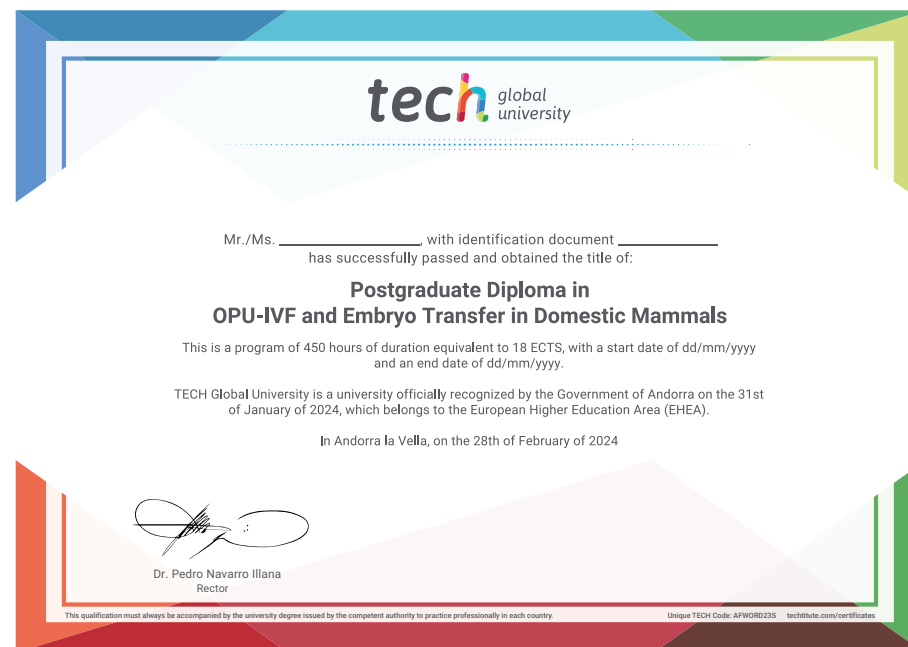 tech global
university
Mr./Ms. ____________________, with identification document ______________
has successfully passed and obtained the title of:
Postgraduate Diploma in
OPU-IVF and Embryo Transfer in Domestic Mammals
This is a program of 450 hours of duration equivalent to 18 ECTS, with a start date of dd/mm/yyyy
and an end date of dd/mm/yyyy.
TECH Global University is a university officially recognized by the Government of Andorra on the 31st
of January of 2024, which belongs to the European Higher Education Area (EHEA).
In Andorra la Vella, on the 28th of February of 2024
Dr. Pedro Navarro Illana
Rector
This qualification must always be accompanied by the university degree issued by the competent authority to practice professionally in each country. Unique TECH Code: AFWORD23S techtitute.com/certificates